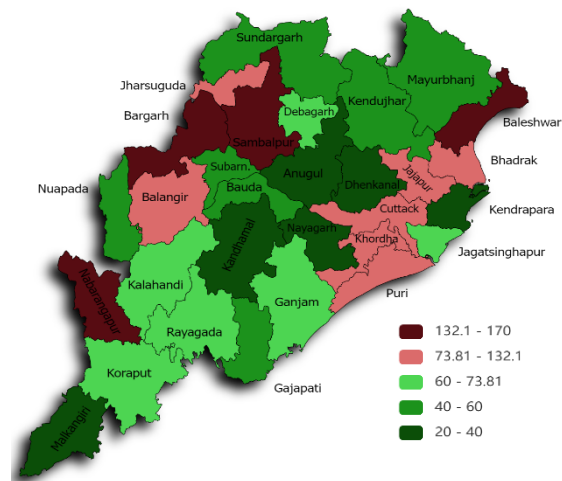 Sundargarh
Mayurbhanj
Jharsuguda
Kendujhar
Debagarh
Bargarh
Baleshwar
Sambalpur
Bhadrak
Subarn.
Anugul
Jajapur
Nuapada
Dhenkanal
Balangir
Bauda
Kendrapara
Cuttack
Nayagarh
Khordha
Kandhamal
Jagatsinghapur
Kalahandi
Nabarangapur
Puri
Ganjam
Rayagada
Koraput
Gajapati
Malkangiri
132.1 - 170
73.81 - 132.1
60 - 73.81
40 - 60
20 - 40